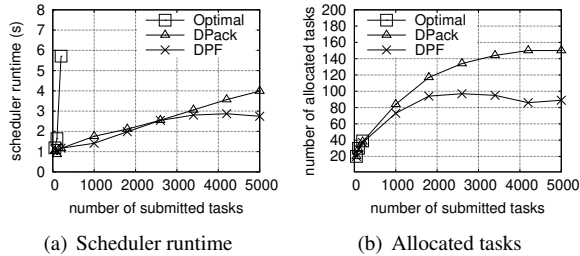 8
7
6
5
4
3
2
1
0
scheduler runtime (s)
Optimal
DPack
DPF
0 1000 2000 3000 4000 5000
number of submitted tasks
(a) Scheduler runtime
200
180
160
140
120
100
80
60
40
20
number of allocated tasks
Optimal
DPack
DPF
0 1000 2000 3000 4000 5000
number of submitted tasks
(b) Allocated tasks